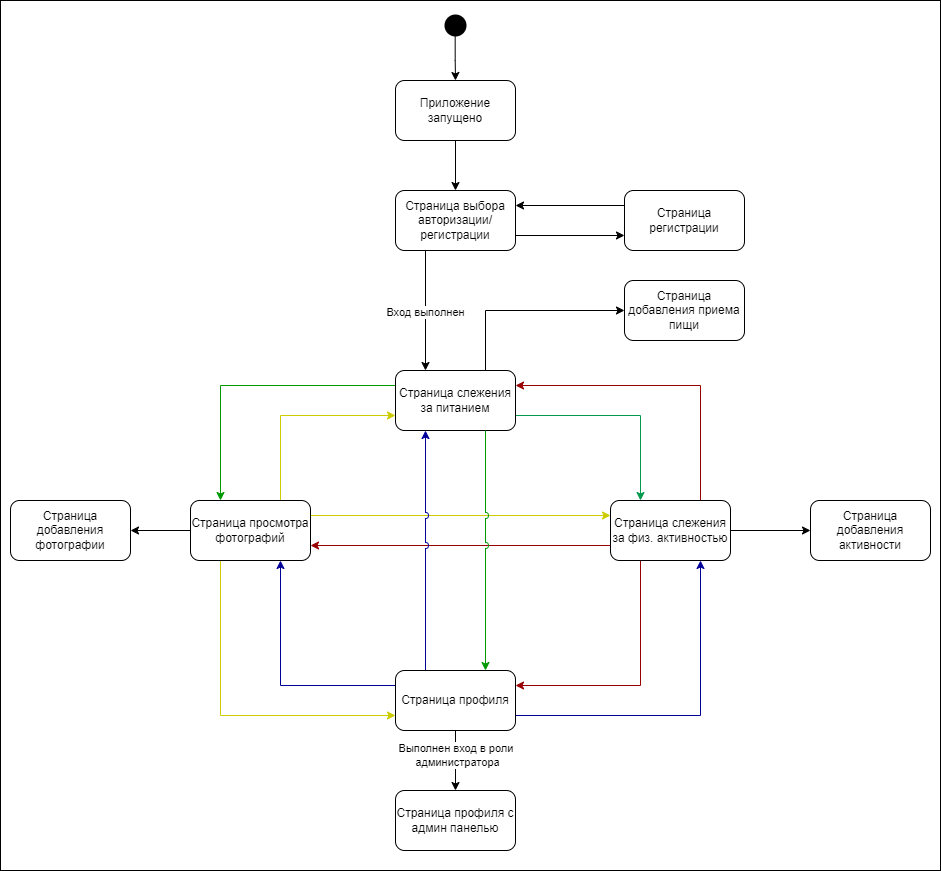 Приложение
запущено
Страница выбора
авторизации/
регистрации
Страница
регистрации
Страница
добавления приема
пищи
Вход выполнен
Страница слежения
за питанием
Страница
добавления
фотографии
Страница просмотра
фотографий
Страница слежения
за физ. активностью
Страница
добавления
активности
Страница профиля
Выполнен вход в роли
администратора
Страница профиля с
админ панелью